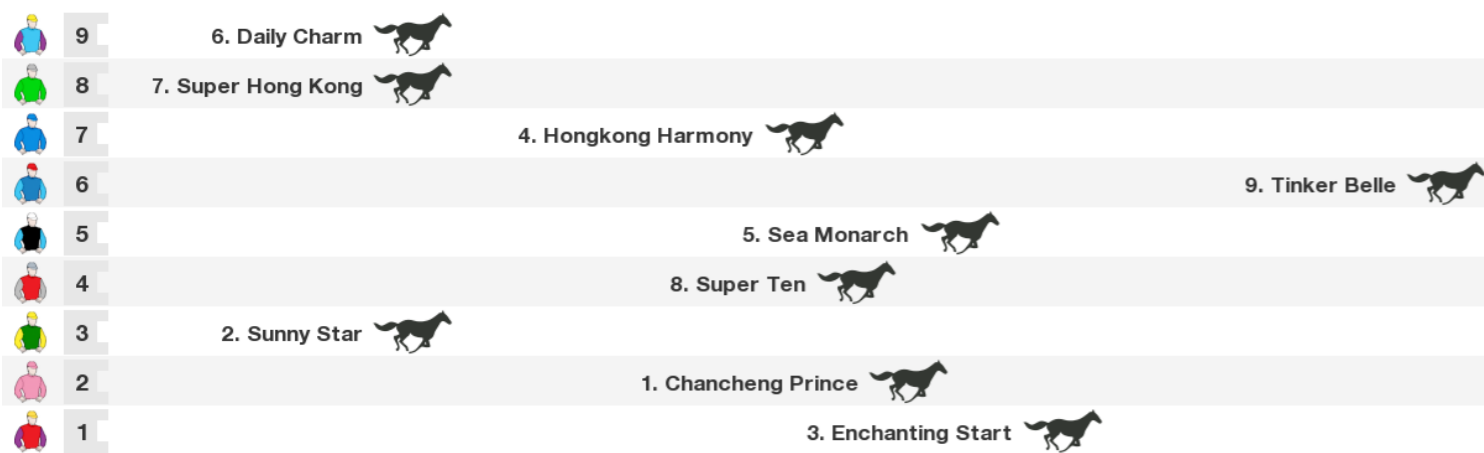 9 6. Daily Charm
8 7. Super Hong Kong
7 4. Hongkong Harmony
6 9. Tinker Belle
5 5. Sea Monarch
4 8. Super Ten
3 2. Sunny Star
2 1. Chancheng Prince
1 3. Enchanting Start